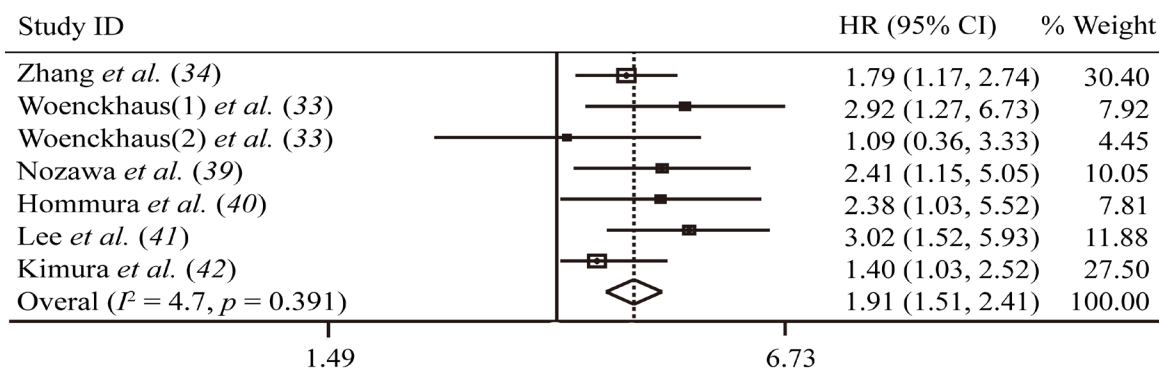 Study ID HR (95% CI) % Weight
Zhang et al. (34) 1.79 (1.17, 2.74) 30.40
Woenckhaus(1) et al. (33) 2.92 (1.27, 6.73) 7.92
Woenckhaus(2) et al. (33) 1.09 (0.36, 3.33) 4.45
Nozawa et al. (39) 2.41 (1.15, 5.05) 10.05
Hommura et al. (40) 2.38 (1.03, 5.52) 7.81
Lee et al. (41) 3.02 (1.52, 5.93) 11.88
Kimura et al. (42) 1.40 (1.03, 2.52) 27.50
Overal (I² = 4.7, p = 0.391) 1.91 (1.51, 2.41) 100.00
1.49 6.73